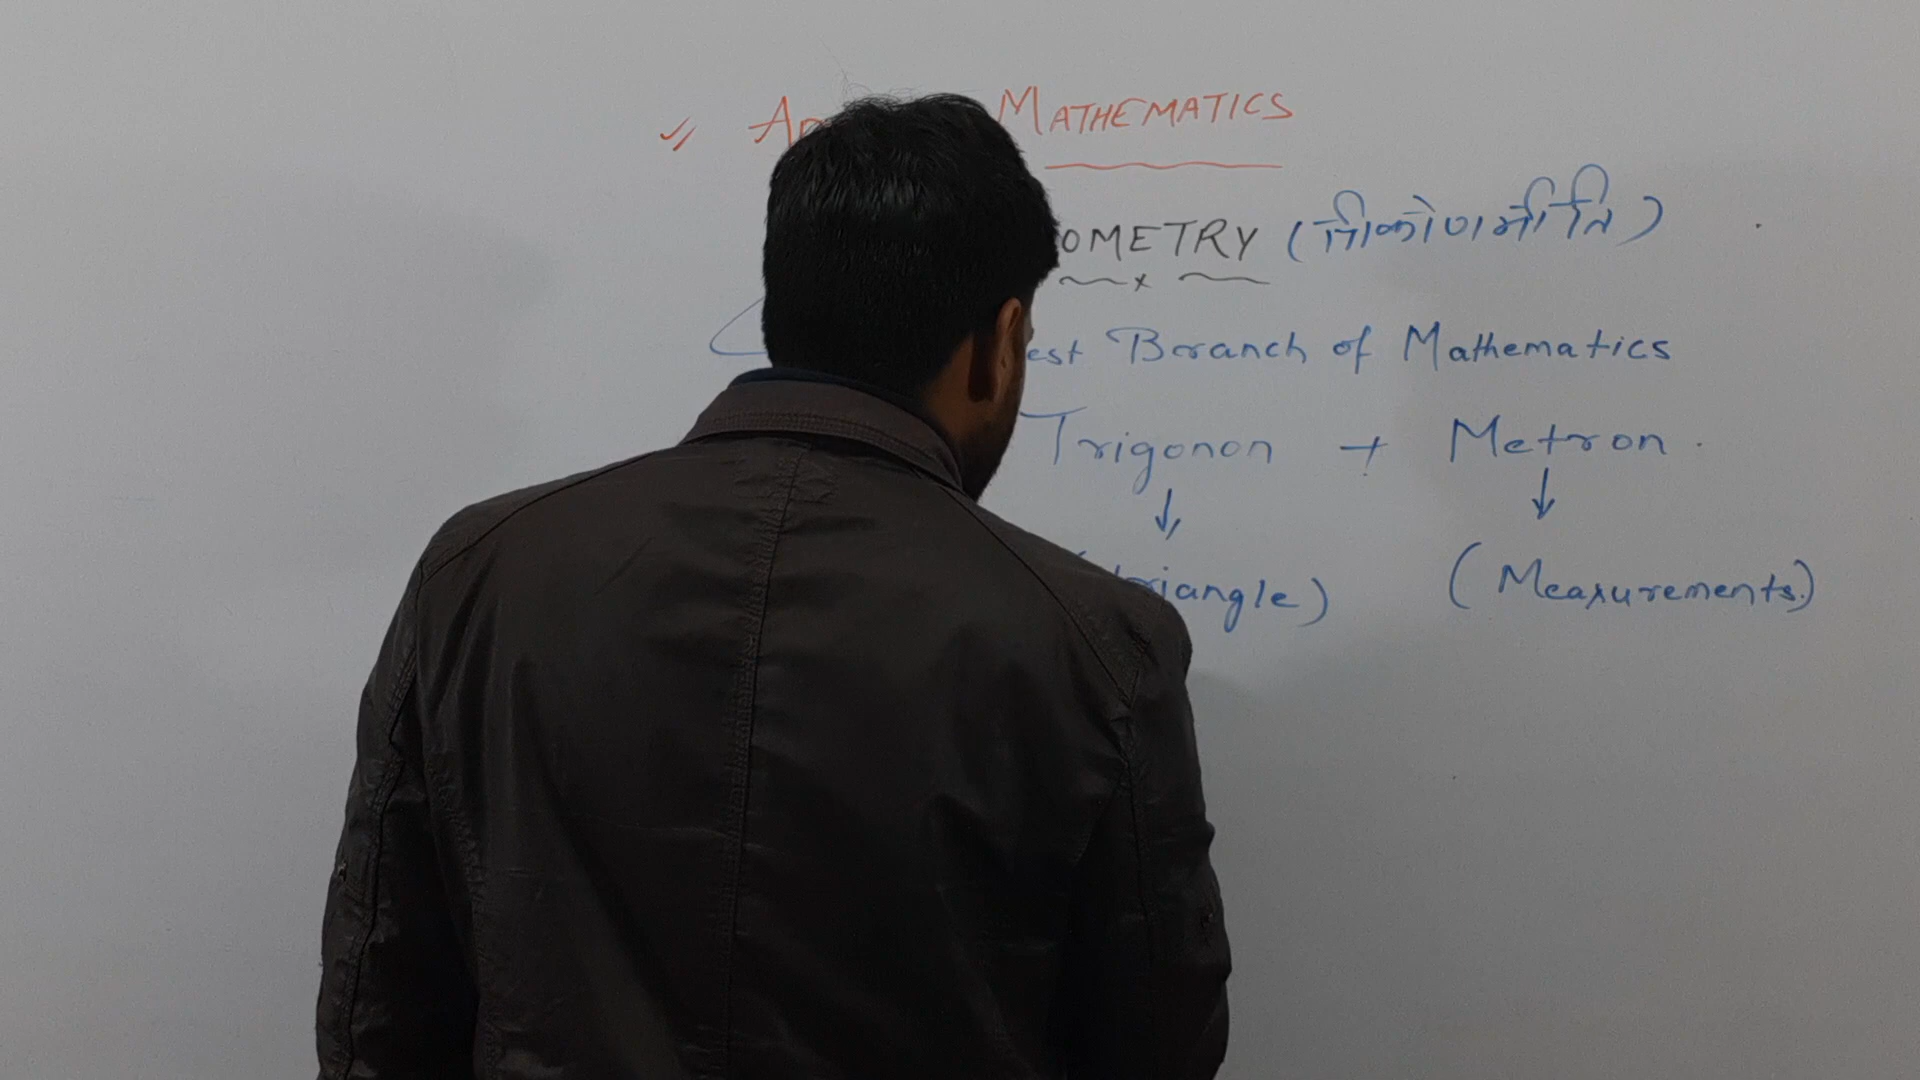 MATHEMATICS
OMETRY (त्रिकोणमीति)
est Branch of Mathematics
Trigonon + Metron.
↓ ↓
riangle) (Measurements.)